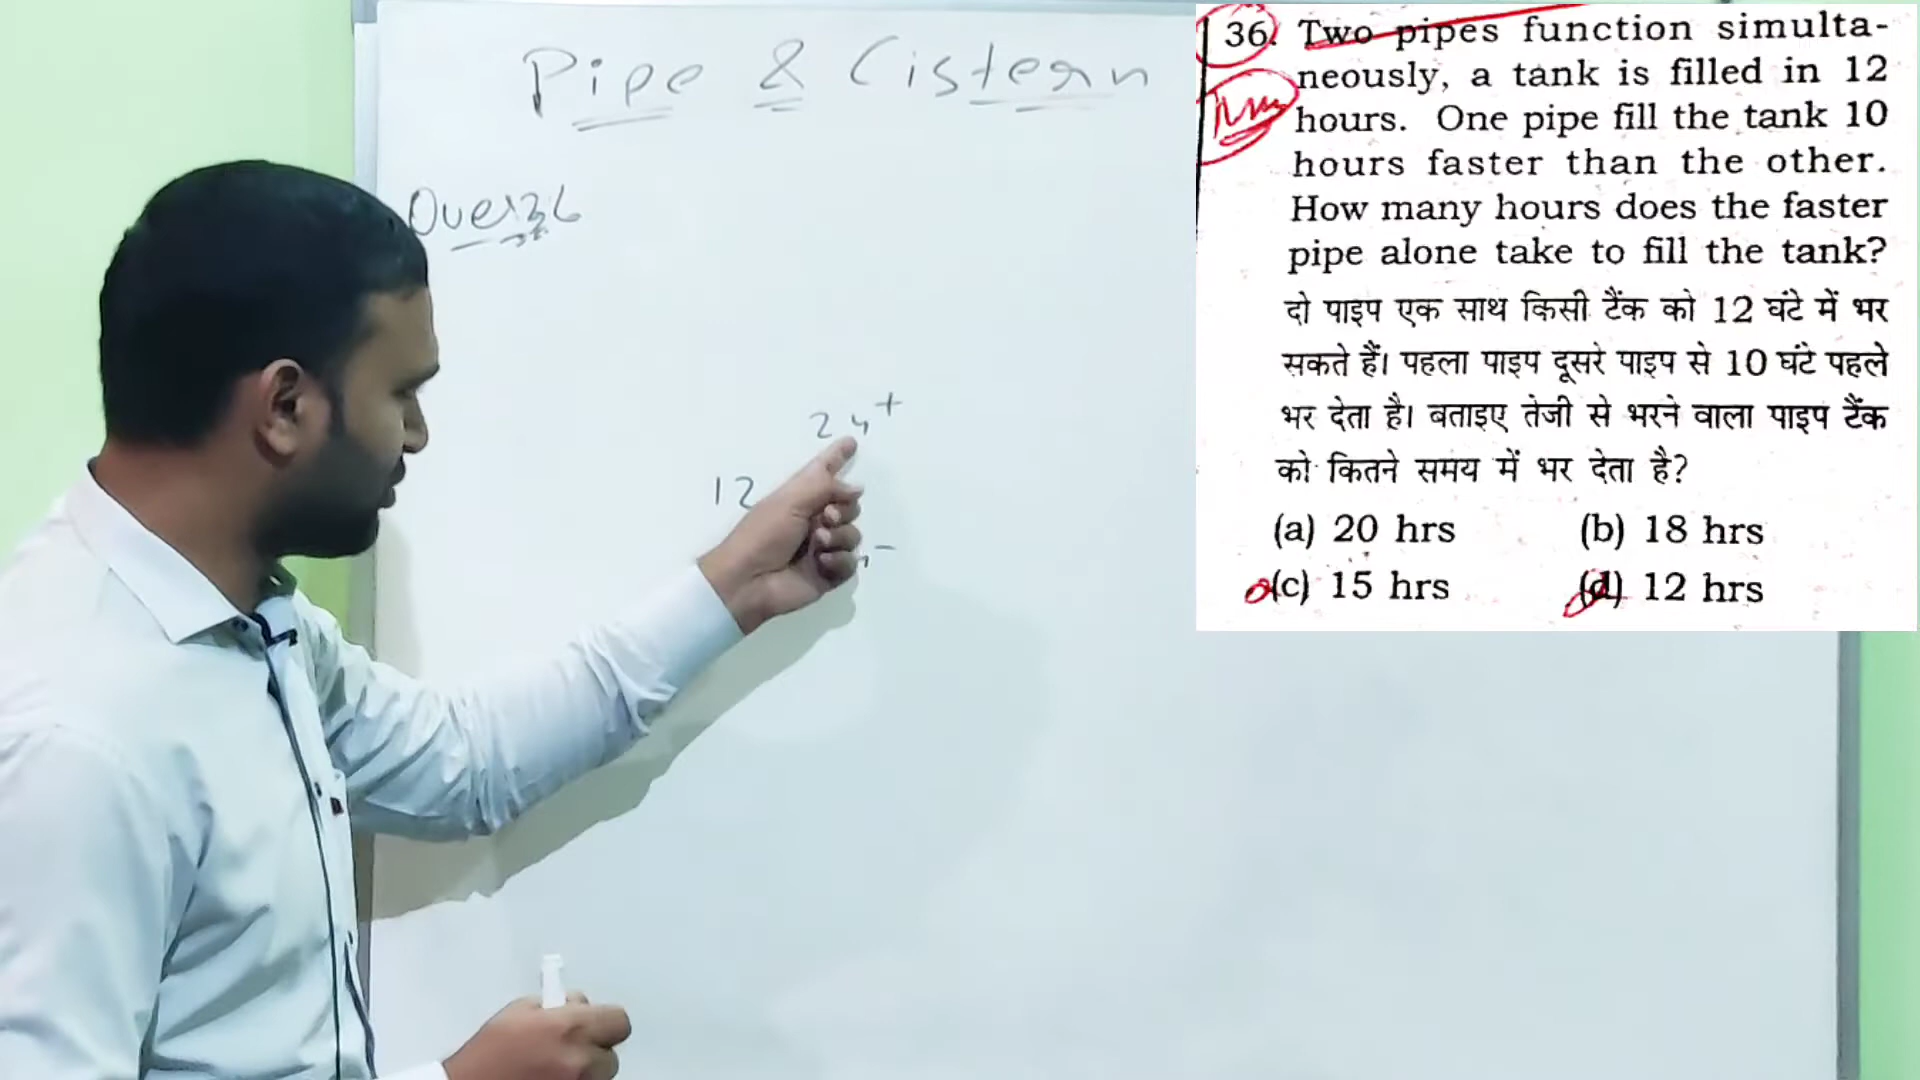 Pipe & Cistern
Ques 36
24+
12
-
36. Two pipes function simulta-
neously, a tank is filled in 12
hours. One pipe fill the tank 10
hours faster than the other.
How many hours does the faster
pipe alone take to fill the tank?
दो पाइप एक साथ किसी टैंक को 12 घंटे में भर
सकते हैं। पहला पाइप दूसरे पाइप से 10 घंटे पहले
भर देता है। बताइए तेजी से भरने वाला पाइप टैंक
को कितने समय में भर देता है?
(a) 20 hrs (b) 18 hrs
(c) 15 hrs (d) 12 hrs